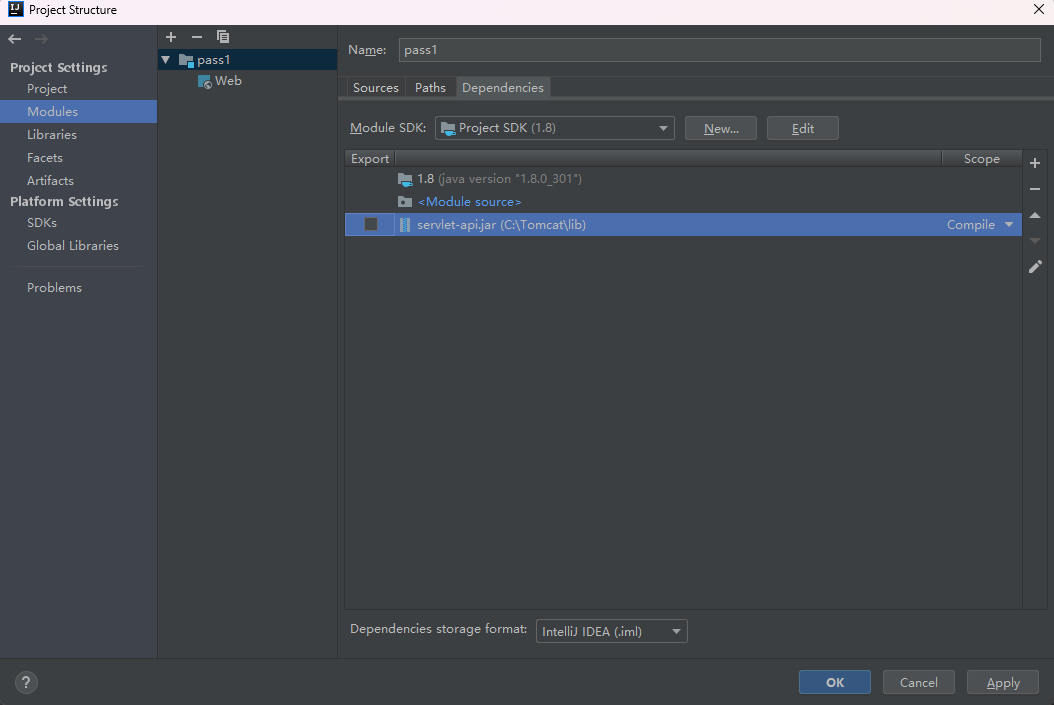 Project Structure
Project Settings
Project
Modules
Libraries
Facets
Artifacts
Platform Settings
SDKs
Global Libraries
Problems
pass1
Web
Name: pass1
Sources Paths Dependencies
Module SDK: Project SDK (1.8) New... Edit
Export Scope
1.8 (java version "1.8.0_301")
<Module source>
servlet-api.jar (C:\Tomcat\lib) Compile
Dependencies storage format: IntelliJ IDEA (.iml)
? OK Cancel Apply